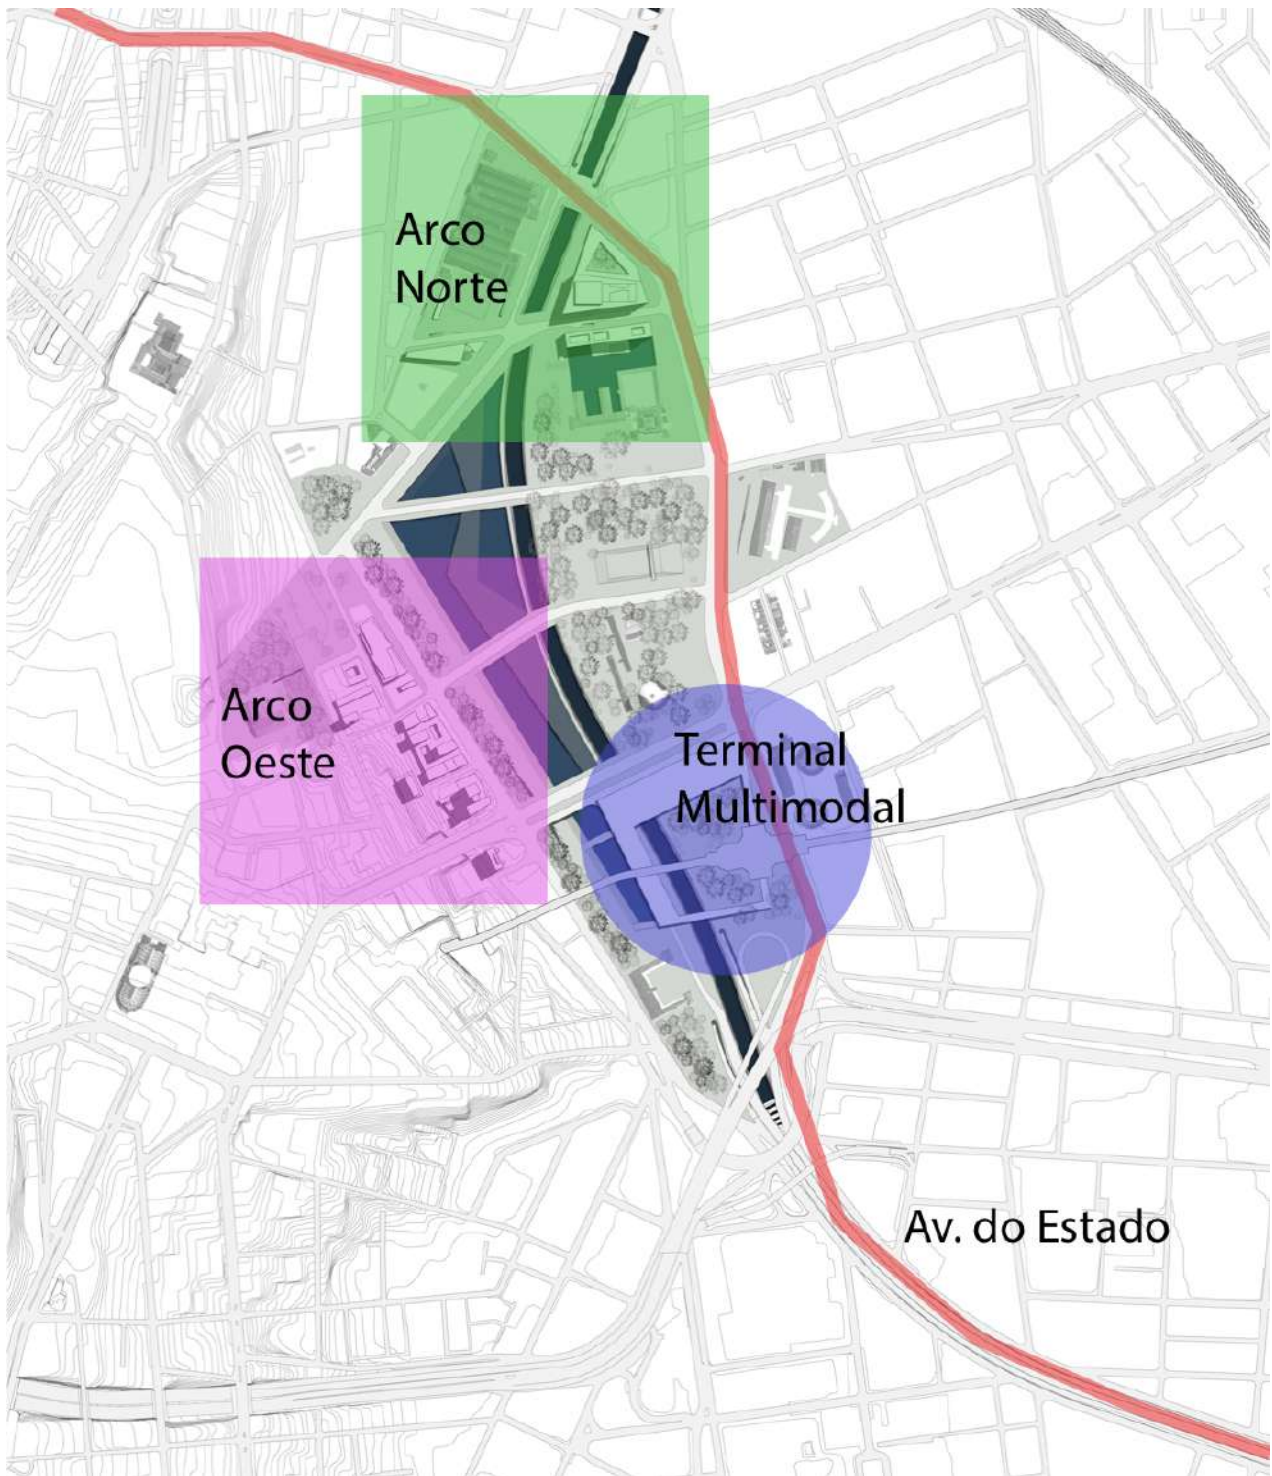 Arco
Norte
Arco
Oeste
Terminal
Multimodal
Av. do Estado